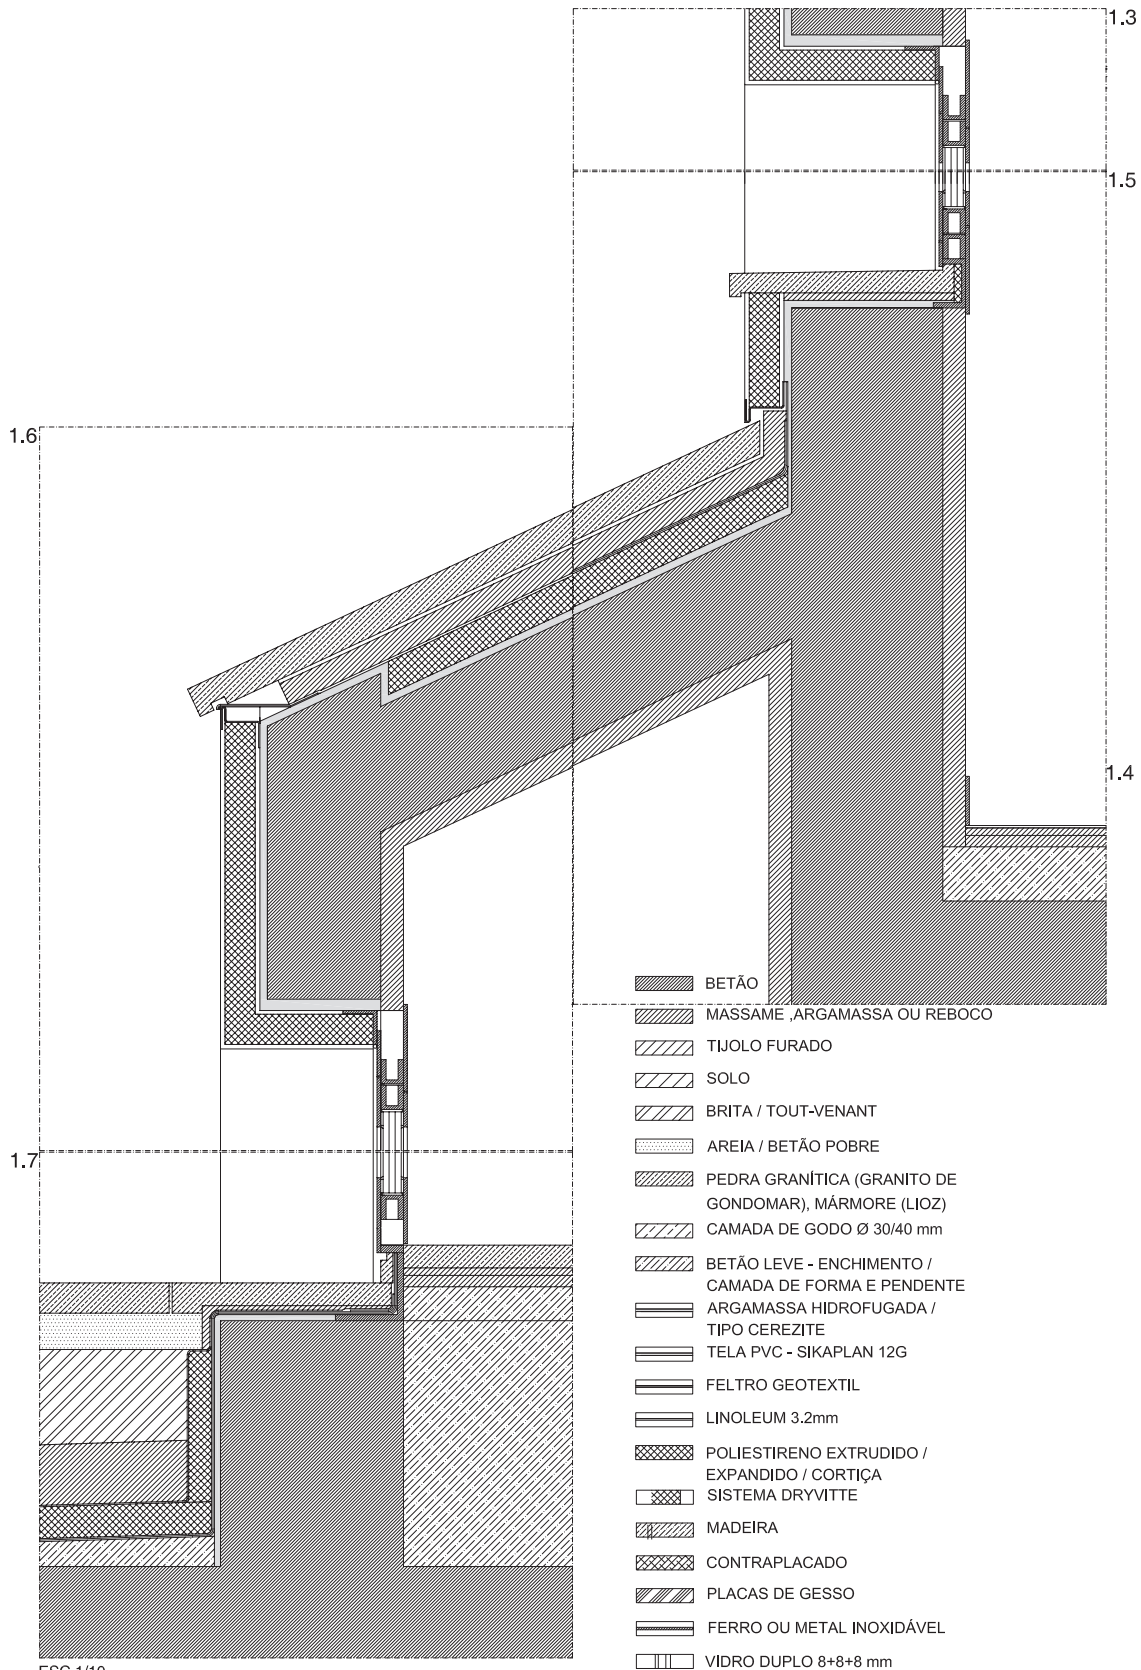 1.3
1.5
1.6
1.4
1.7
BETÃO
MASSAME ,ARGAMASSA OU REBOCO
TIJOLO FURADO
SOLO
BRITA / TOUT-VENANT
AREIA / BETÃO POBRE
PEDRA GRANÍTICA (GRANITO DE
GONDOMAR), MÁRMORE (LIOZ)
CAMADA DE GODO Ø 30/40 mm
BETÃO LEVE - ENCHIMENTO /
CAMADA DE FORMA E PENDENTE
ARGAMASSA HIDROFUGADA /
TIPO CEREZITE
TELA PVC - SIKAPLAN 12G
FELTRO GEOTEXTIL
LINOLEUM 3.2mm
POLIESTIRENO EXTRUDIDO /
EXPANDIDO / CORTIÇA
SISTEMA DRYVITTE
MADEIRA
CONTRAPLACADO
PLACAS DE GESSO
FERRO OU METAL INOXIDÁVEL
VIDRO DUPLO 8+8+8 mm
ESC 1/10